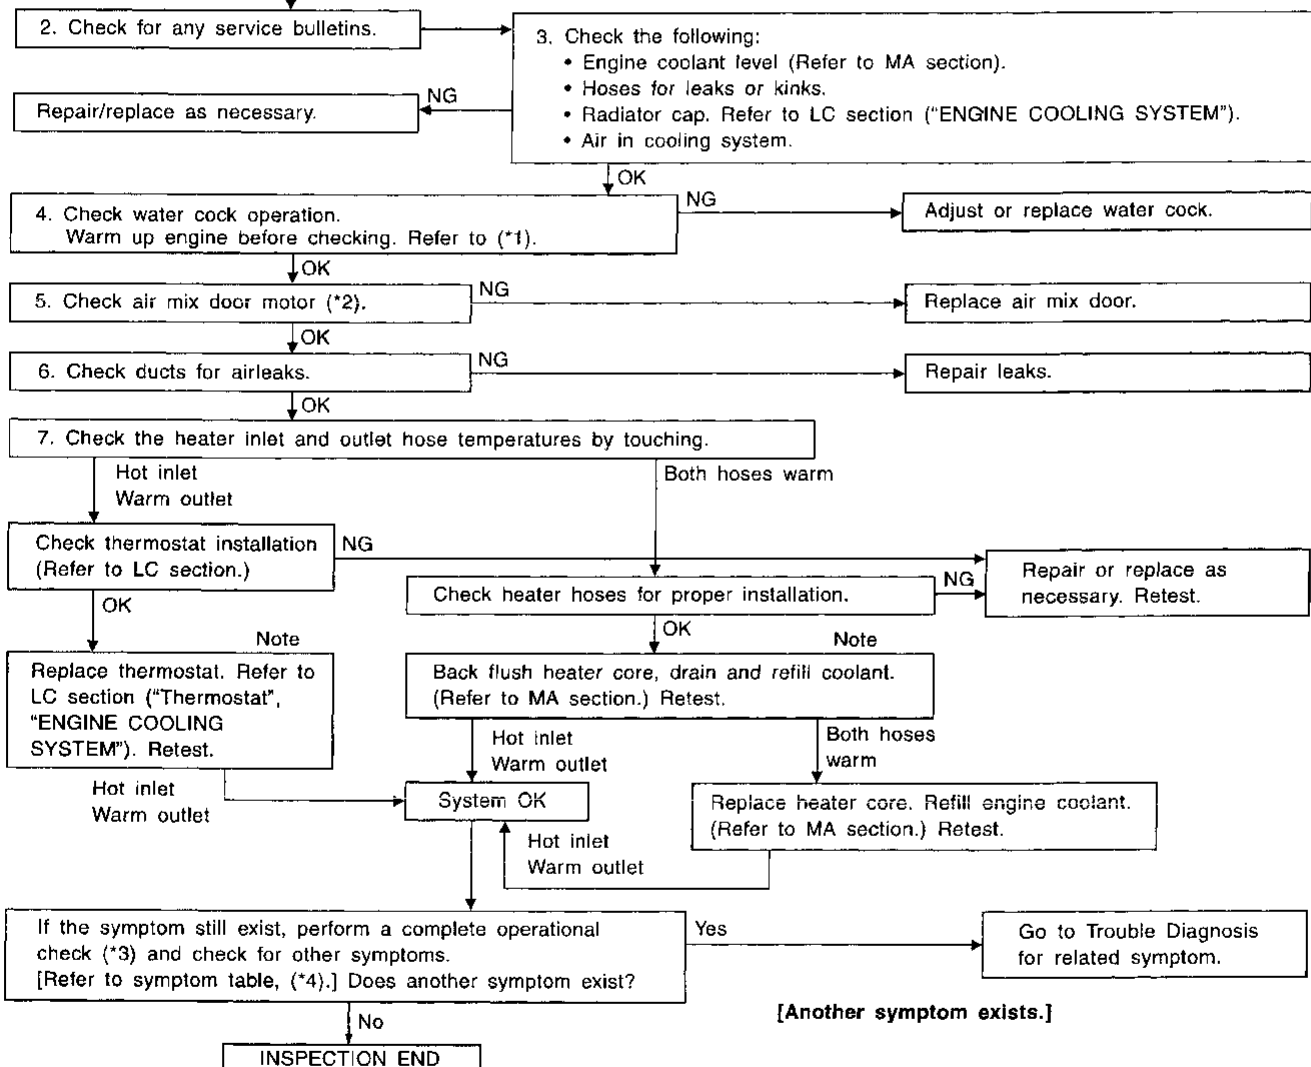 2. Check for any service bulletins.
3. Check the following:
• Engine coolant level (Refer to MA section).
• Hoses for leaks or kinks.
• Radiator cap. Refer to LC section ("ENGINE COOLING SYSTEM").
• Air in cooling system.
NG
Repair/replace as necessary.
OK
4. Check water cock operation.
Warm up engine before checking. Refer to (*1).
NG
Adjust or replace water cock.
OK
5. Check air mix door motor (*2).
NG
Replace air mix door.
OK
6. Check ducts for airleaks.
NG
Repair leaks.
OK
7. Check the heater inlet and outlet hose temperatures by touching.
Hot inlet
Warm outlet
Both hoses warm
Check thermostat installation
(Refer to LC section.)
NG
Check heater hoses for proper installation.
NG
Repair or replace as
necessary. Retest.
OK
OK
Note
Replace thermostat. Refer to
LC section ("Thermostat",
"ENGINE COOLING
SYSTEM"). Retest.
Note
Back flush heater core, drain and refill coolant.
(Refer to MA section.) Retest.
Hot inlet
Warm outlet
Hot inlet
Warm outlet
Both hoses
warm
System OK
Replace heater core. Refill engine coolant.
(Refer to MA section.) Retest.
Hot inlet
Warm outlet
If the symptom still exist, perform a complete operational
check (*3) and check for other symptoms.
[Refer to symptom table, (*4).] Does another symptom exist?
Yes
Go to Trouble Diagnosis
for related symptom.
[Another symptom exists.]
No
INSPECTION END